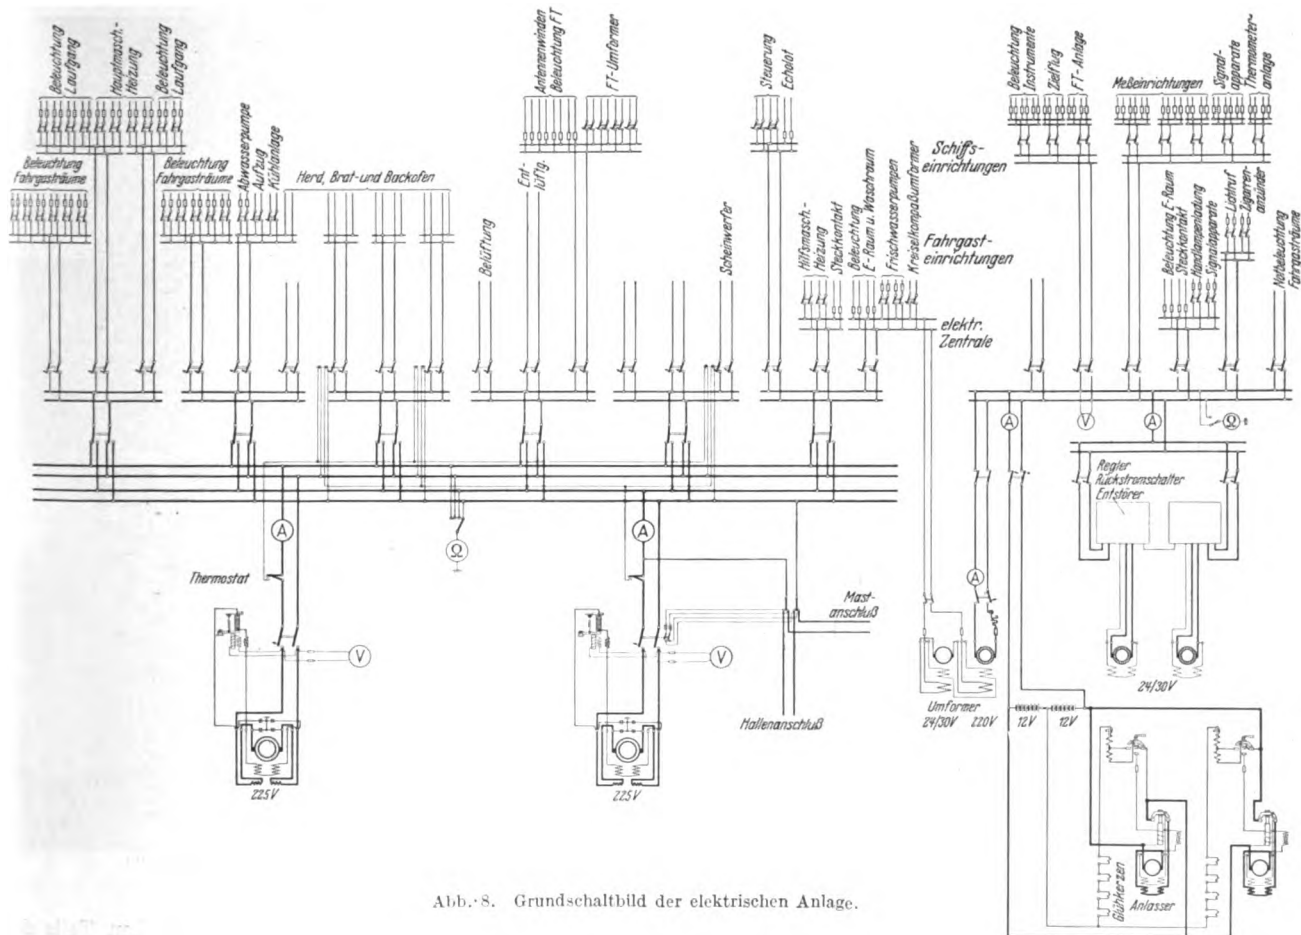 Beleuchtung
Laufgang
Hauptmasch.-
Heizung
Beleuchtung
Laufgang
Beleuchtung
Fahrgasträume
Beleuchtung
Fahrgasträume
Abwasserpumpe
Aufzug
Kühlanlage
Herd, Brat- und Backofen
Belüftung
Ent-
lüftg.
Antennenwinden
Beleuchtung FT
FT-Umformer
Scheinwerfer
Steuerung
Echolot
Hilfsmasch.-
Heizung
Steckkontakt
Beleuchtung
E-Raum u. Waschraum
Frischwasserpumpen
Kreiselkompaßumformer
Schiffs-
einrichtungen
Fahrgast-
einrichtungen
elektr.
Zentrale
Beleuchtung
Instrumente
Zielflug
FT-Anlage
Meßeinrichtungen
Signal-
apparate
Thermometer-
anlage
Beleuchtung E-Raum
Steckkontakt
Handlampenladung
Signalapparate
Lichtruf
Zigarren-
anzünder
Notbeleuchtung
Fahrgasträume
A
V
A
Ω
Regler
Rückstromschalter
Entstörer
A
Ω
A
A
Thermostat
Mast-
anschluß
V
V
Hallenanschluß
24/30V
Umformer
24/30V 220V
12V 12V
225V
225V
Glühkerzen
Anlasser
Abb. 8. Grundschaltbild der elektrischen Anlage.